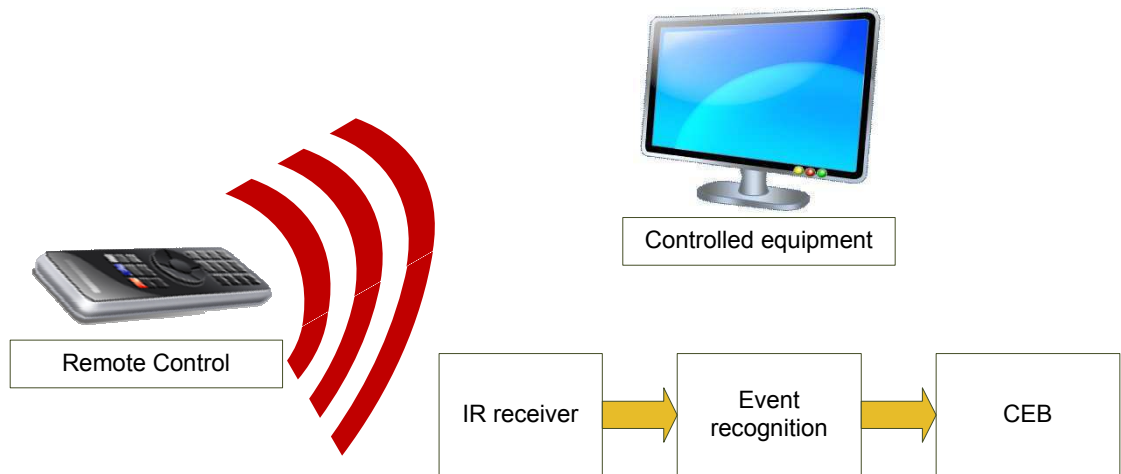 Controlled equipment
Remote Control
IR receiver
Event
recognition
CEB